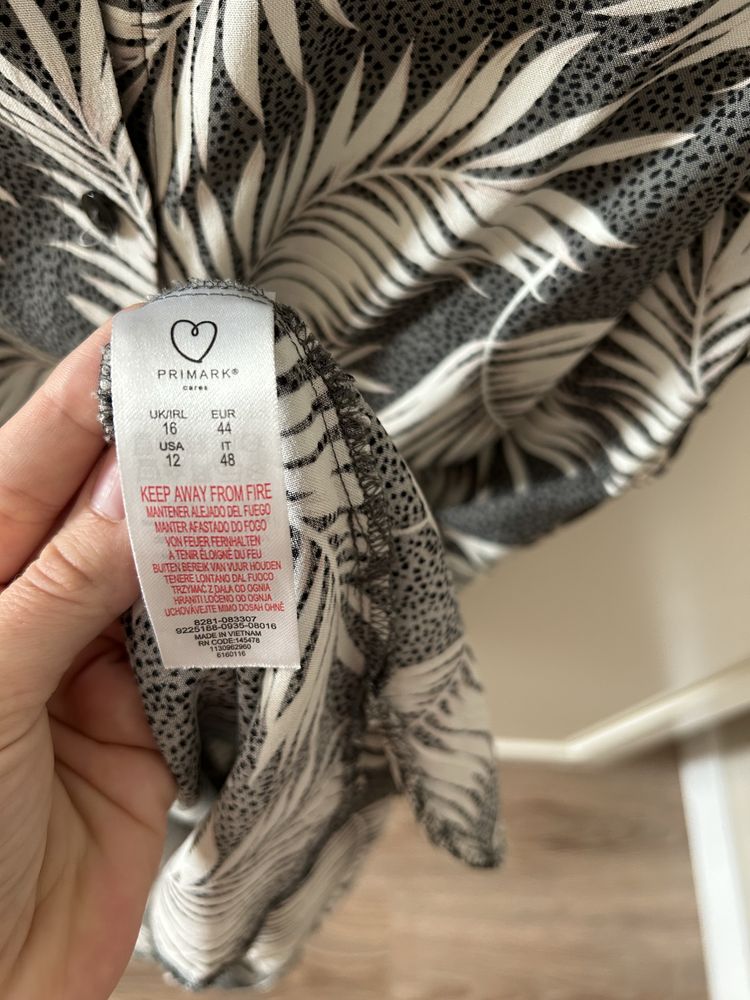 PRIMARK®
cares
UK/IRL EUR
16 44
USA IT
12 48
KEEP AWAY FROM FIRE
MANTENER ALEJADO DEL FUEGO
MANTER AFASTADO DO FOGO
VON FEUER FERNHALTEN
A TENIR ÉLOIGNÉ DU FEU
BUITEN BEREIK VAN VUUR HOUDEN
TENERE LONTANO DAL FUOCO
TRZYMAĆ Z DALA OD OGNIA
HRANITI LOČENO OD OGNJA
UCHOVÁVEJTE MIMO DOSAH OHNĚ
8281-083307
9225188-0935-08016
MADE IN VIETNAM
RN CODE:145478
1130962960
6160116